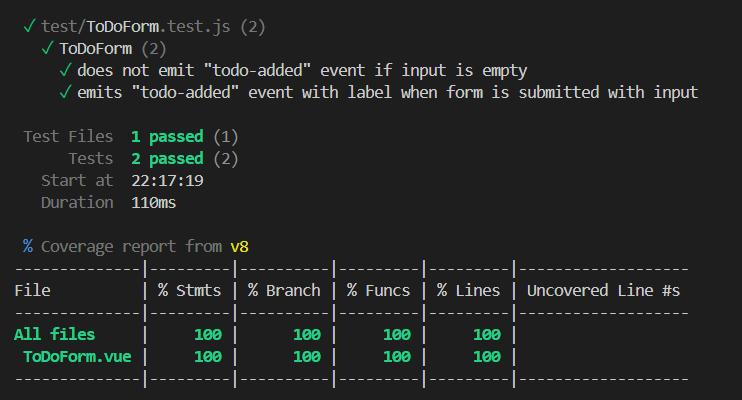 ✓ test/ToDoForm.test.js (2)
✓ ToDoForm (2)
✓ does not emit "todo-added" event if input is empty
✓ emits "todo-added" event with label when form is submitted with input
Test Files 1 passed (1)
Tests 2 passed (2)
Start at 22:17:19
Duration 110ms
% Coverage report from v8
--------------|---------|----------|---------|---------|-------------------
File | % Stmts | % Branch | % Funcs | % Lines | Uncovered Line #s
--------------|---------|----------|---------|---------|-------------------
All files | 100 | 100 | 100 | 100 |
ToDoForm.vue | 100 | 100 | 100 | 100 |
--------------|---------|----------|---------|---------|-------------------